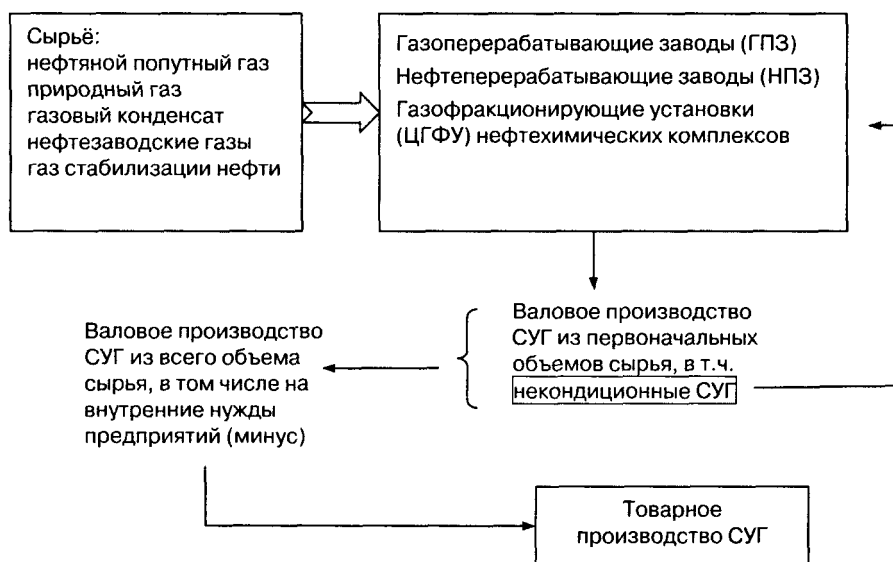 Сырьё:
нефтяной попутный газ
природный газ
газовый конденсат
нефтезаводские газы
газ стабилизации нефти
Газоперерабатывающие заводы (ГПЗ)
Нефтеперерабатывающие заводы (НПЗ)
Газофракционирующие установки
(ЦГФУ) нефтехимических комплексов
Валовое производство
СУГ из первоначальных
объемов сырья, в т.ч.
некондиционные СУГ
Валовое производство
СУГ из всего объема
сырья, в том числе на
внутренние нужды
предприятий (минус)
Товарное
производство СУГ